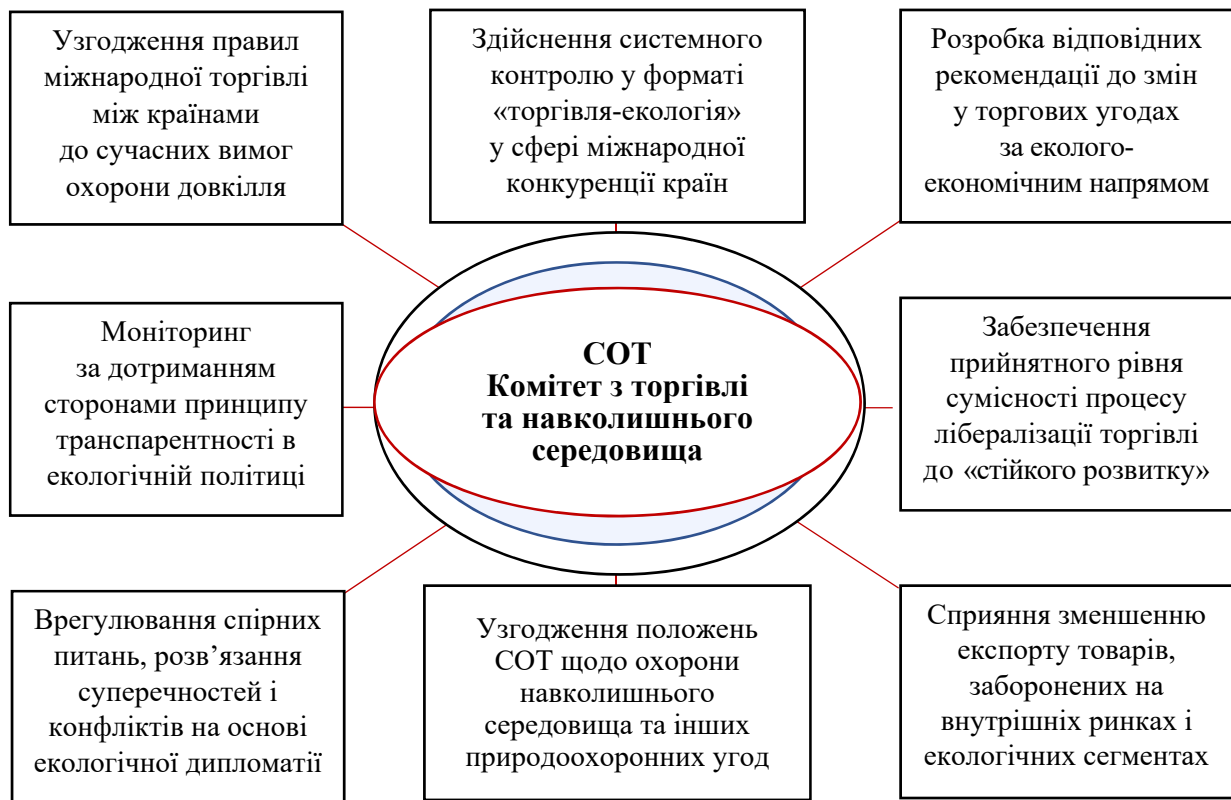 Узгодження правил
міжнародної торгівлі
між країнами
до сучасних вимог
охорони довкілля
Здійснення системного
контролю у форматі
«торгівля-екологія»
у сфері міжнародної
конкуренції країн
Розробка відповідних
рекомендації до змін
у торгових угодах
за еколого-
економічним напрямом
Моніторинг
за дотриманням
сторонами принципу
транспарентності в
екологічній політиці
СОТ
Комітет з торгівлі
та навколишнього
середовища
Забезпечення
прийнятного рівня
сумісності процесу
лібералізації торгівлі
до «стійкого розвитку»
Врегулювання спірних
питань, розв’язання
суперечностей і
конфліктів на основі
екологічної дипломатії
Узгодження положень
СОТ щодо охорони
навколишнього
середовища та інших
природоохоронних угод
Сприяння зменшенню
експорту товарів,
заборонених на
внутрішніх ринках і
екологічних сегментах